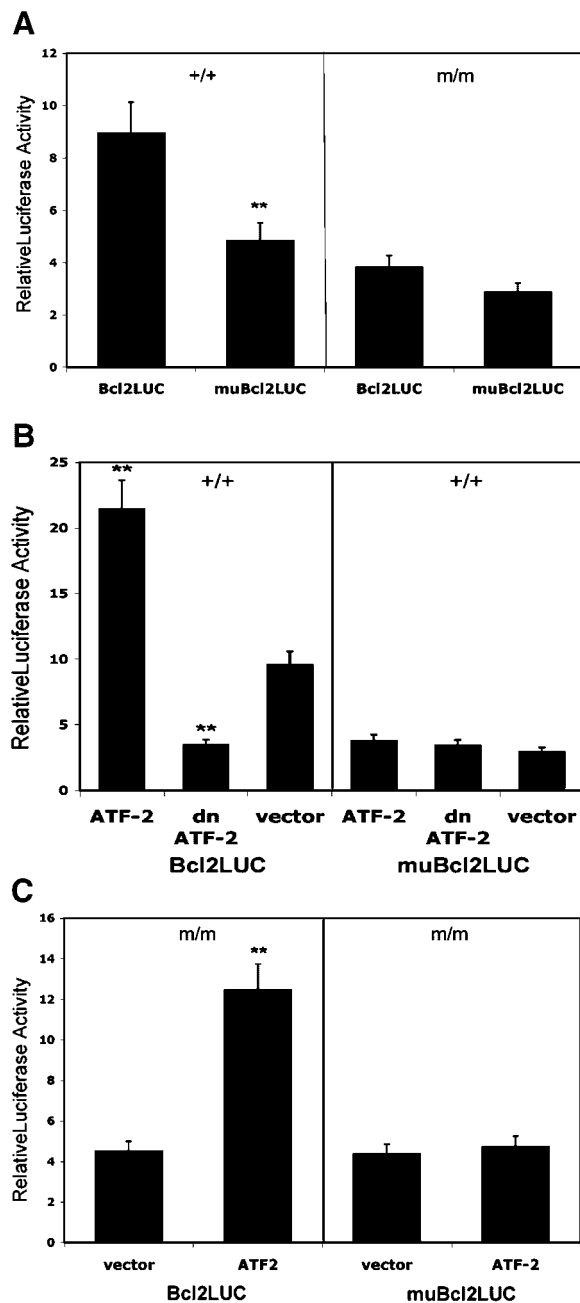 A
RelativeLuciferase Activity
12
10
8
6
4
2
0
+/+
m/m
**
Bcl2LUC
muBcl2LUC
Bcl2LUC
muBcl2LUC
B
RelativeLuciferase Activity
25
20
15
10
5
0
**
+/+
+/+
**
ATF-2
dn
ATF-2
vector
ATF-2
dn
ATF-2
vector
Bcl2LUC
muBcl2LUC
C
RelativeLuciferase Activity
16
14
12
10
8
6
4
2
0
m/m
m/m
**
vector
ATF2
vector
ATF-2
Bcl2LUC
muBcl2LUC